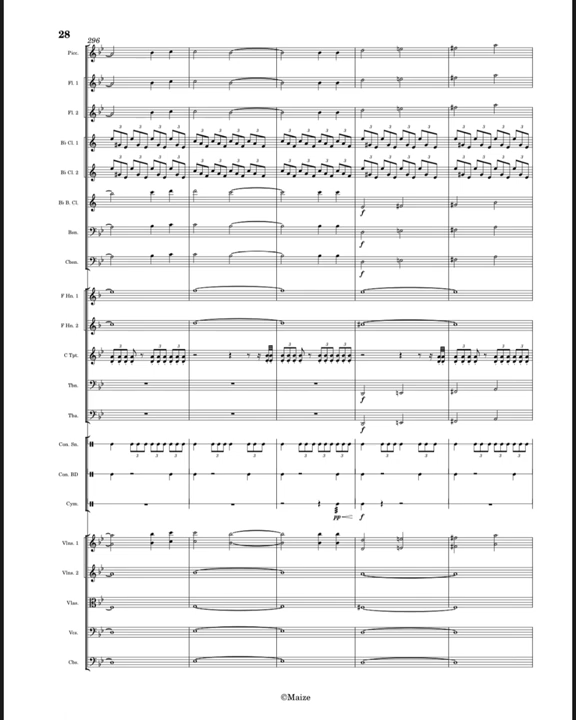 28
296
Picc.
Fl. 1
Fl. 2
B♭ Cl. 1
B♭ Cl. 2
B♭ B. Cl.
Bsn.
Cbsn.
F Hn. 1
F Hn. 2
C Tpt.
Tbn.
Tba.
Con. Sn.
Con. BD
Cym.
Vlns. 1
Vlns. 2
Vlas.
Vcs.
Cbs.
f
f
f
f
f
pp
f
©Maize